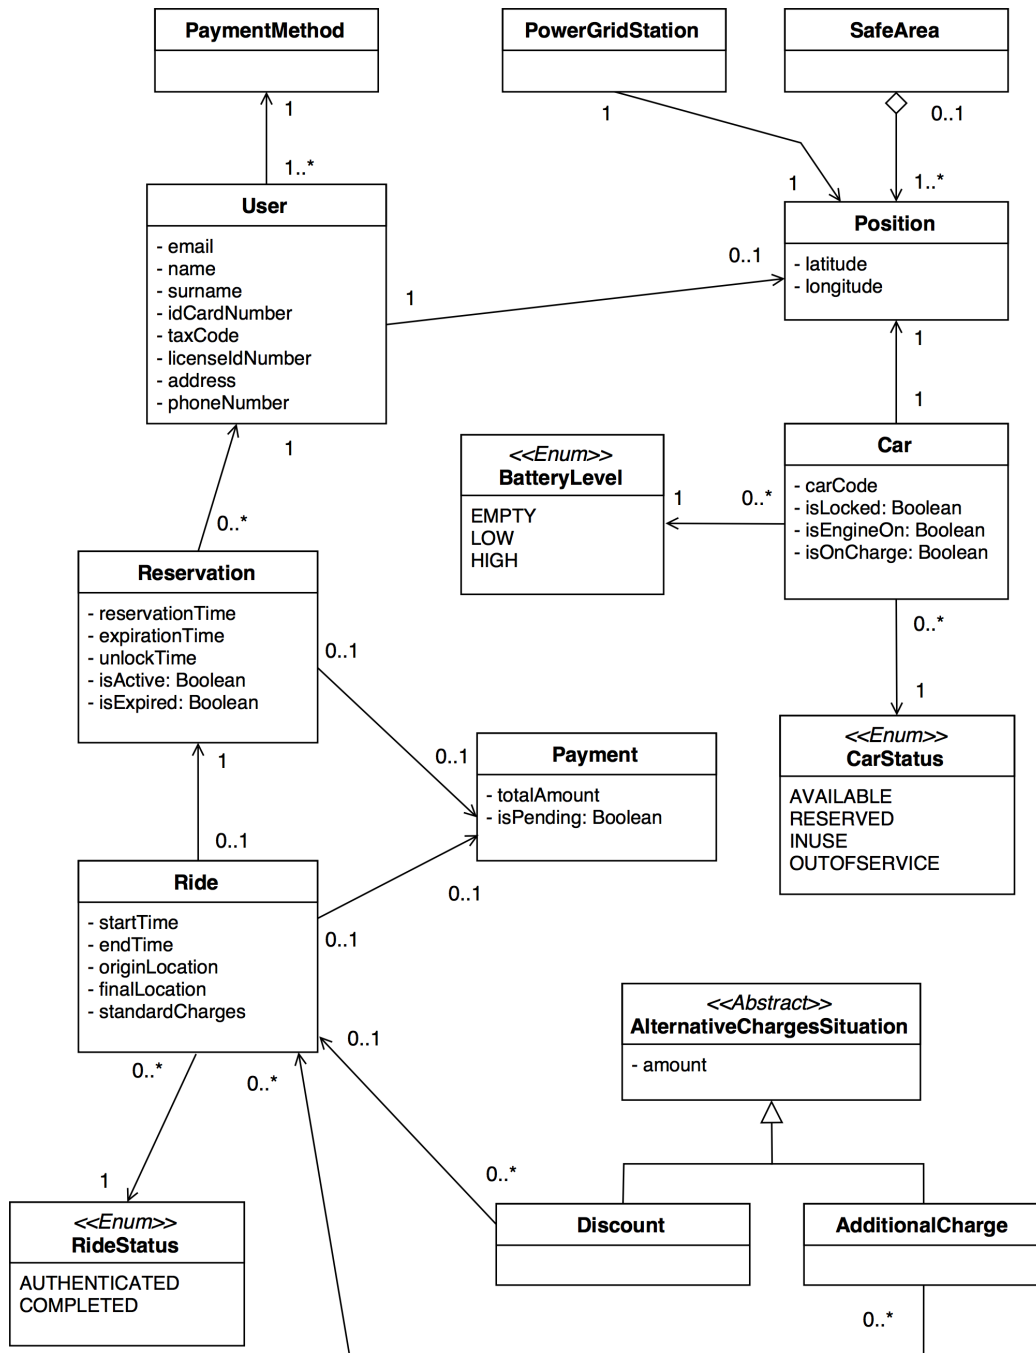 PaymentMethod
PowerGridStation
SafeArea
1
1
0..1
1..*
1
1..*
User
- email
- name
- surname
- idCardNumber
- taxCode
- licenseIdNumber
- address
- phoneNumber
Position
- latitude
- longitude
0..1
1
1
1
1
<<Enum>>
BatteryLevel
EMPTY
LOW
HIGH
1
0..*
Car
- carCode
- isLocked: Boolean
- isEngineOn: Boolean
- isOnCharge: Boolean
0..*
Reservation
- reservationTime
- expirationTime
- unlockTime
- isActive: Boolean
- isExpired: Boolean
0..*
1
0..1
0..1
1
0..1
<<Enum>>
CarStatus
AVAILABLE
RESERVED
INUSE
OUTOFSERVICE
Payment
- totalAmount
- isPending: Boolean
Ride
- startTime
- endTime
- originLocation
- finalLocation
- standardCharges
0..1
0..1
<<Abstract>>
AlternativeChargesSituation
- amount
0..1
0..*
0..*
1
0..*
<<Enum>>
RideStatus
AUTHENTICATED
COMPLETED
Discount
AdditionalCharge
0..*